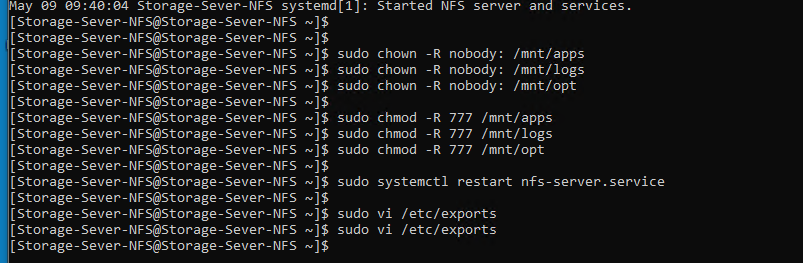 May 09 09:40:04 Storage-Sever-NFS systemd[1]: Started NFS server and services.
[Storage-Sever-NFS@Storage-Sever-NFS ~]$
[Storage-Sever-NFS@Storage-Sever-NFS ~]$
[Storage-Sever-NFS@Storage-Sever-NFS ~]$ sudo chown -R nobody: /mnt/apps
[Storage-Sever-NFS@Storage-Sever-NFS ~]$ sudo chown -R nobody: /mnt/logs
[Storage-Sever-NFS@Storage-Sever-NFS ~]$ sudo chown -R nobody: /mnt/opt
[Storage-Sever-NFS@Storage-Sever-NFS ~]$
[Storage-Sever-NFS@Storage-Sever-NFS ~]$ sudo chmod -R 777 /mnt/apps
[Storage-Sever-NFS@Storage-Sever-NFS ~]$ sudo chmod -R 777 /mnt/logs
[Storage-Sever-NFS@Storage-Sever-NFS ~]$ sudo chmod -R 777 /mnt/opt
[Storage-Sever-NFS@Storage-Sever-NFS ~]$
[Storage-Sever-NFS@Storage-Sever-NFS ~]$ sudo systemctl restart nfs-server.service
[Storage-Sever-NFS@Storage-Sever-NFS ~]$
[Storage-Sever-NFS@Storage-Sever-NFS ~]$ sudo vi /etc/exports
[Storage-Sever-NFS@Storage-Sever-NFS ~]$ sudo vi /etc/exports
[Storage-Sever-NFS@Storage-Sever-NFS ~]$